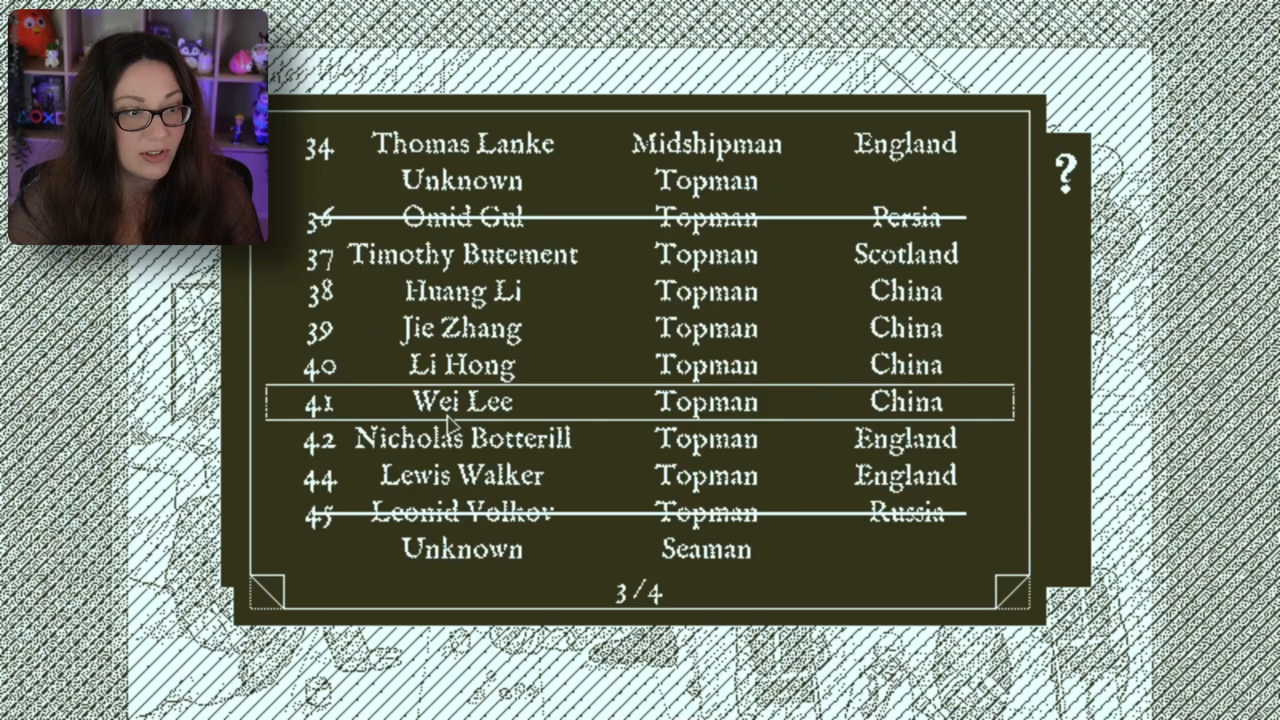 34 Thomas Lanke Midshipman England
Unknown Topman
36 Omid Gul Topman Persia
37 Timothy Butement Topman Scotland
38 Huang Li Topman China
39 Jie Zhang Topman China
40 Li Hong Topman China
41 Wei Lee Topman China
42 Nicholas Botterill Topman England
44 Lewis Walker Topman England
45 Leonid Volkov Topman Russia
Unknown Seaman
3/4
?